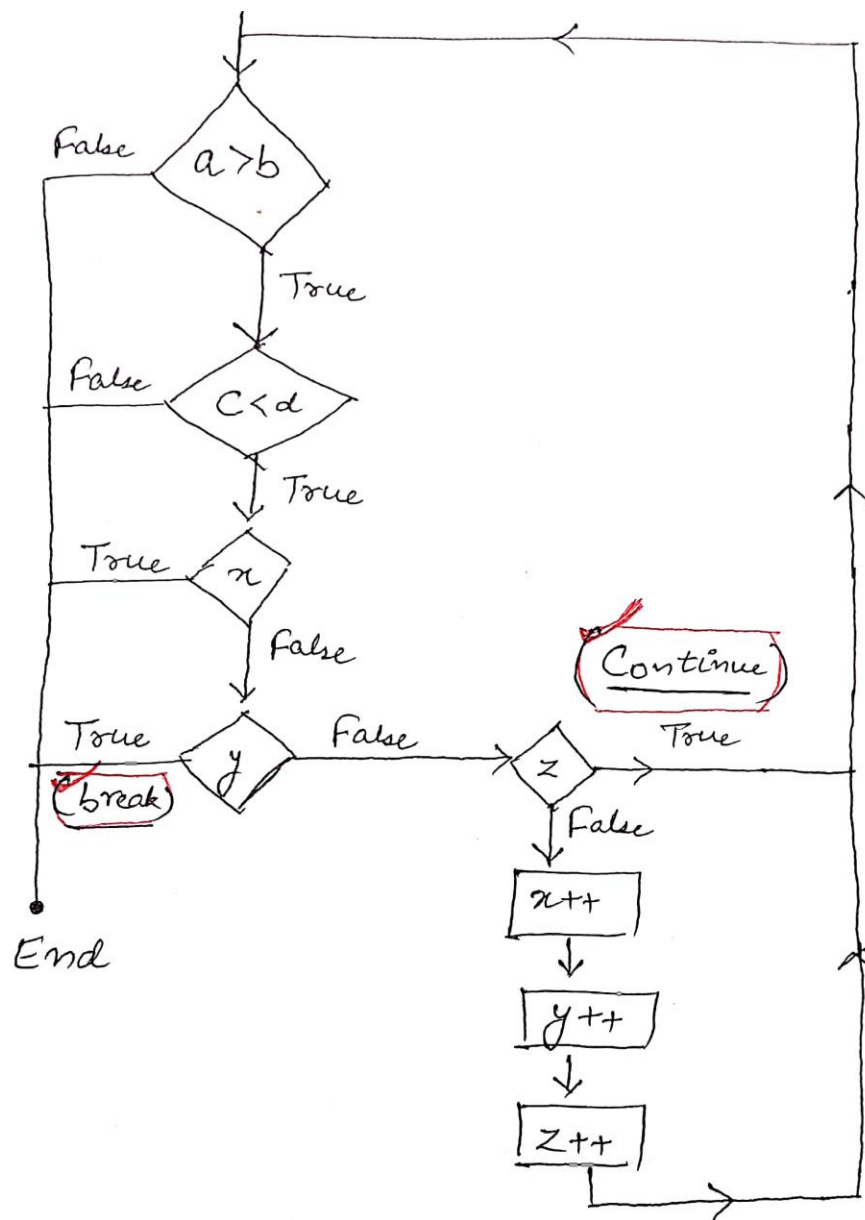 False
a>b
True
False
c<d
True
True
x
False
Continue
True
y
False
z
True
(break)
False
x++
End
y++
z++